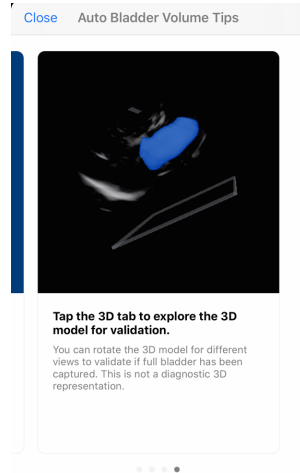 Close Auto Bladder Volume Tips
Tap the 3D tab to explore the 3D
model for validation.
You can rotate the 3D model for different
views to validate if full bladder has been
captured. This is not a diagnostic 3D
representation.